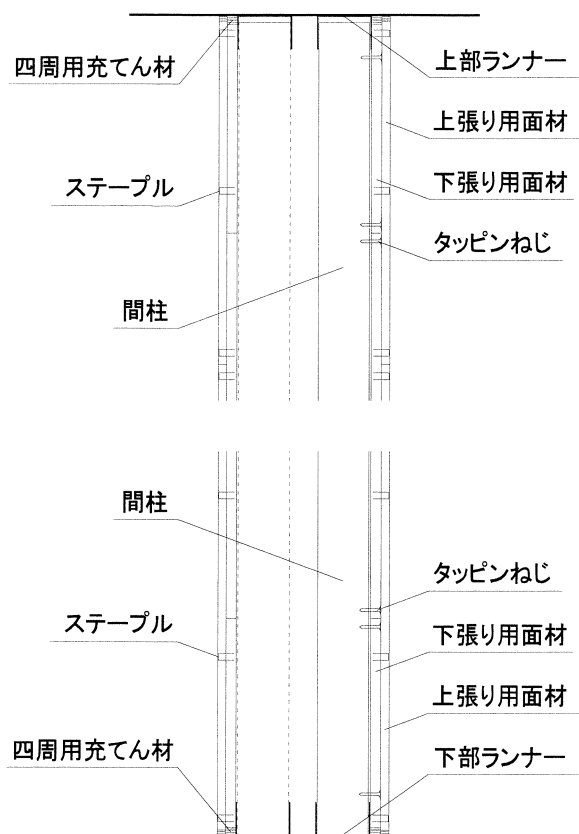 四周用充てん材
上部ランナー
上張り用面材
ステープル
下張り用面材
タッピンねじ
間柱
間柱
タッピンねじ
ステープル
下張り用面材
上張り用面材
四周用充てん材
下部ランナー